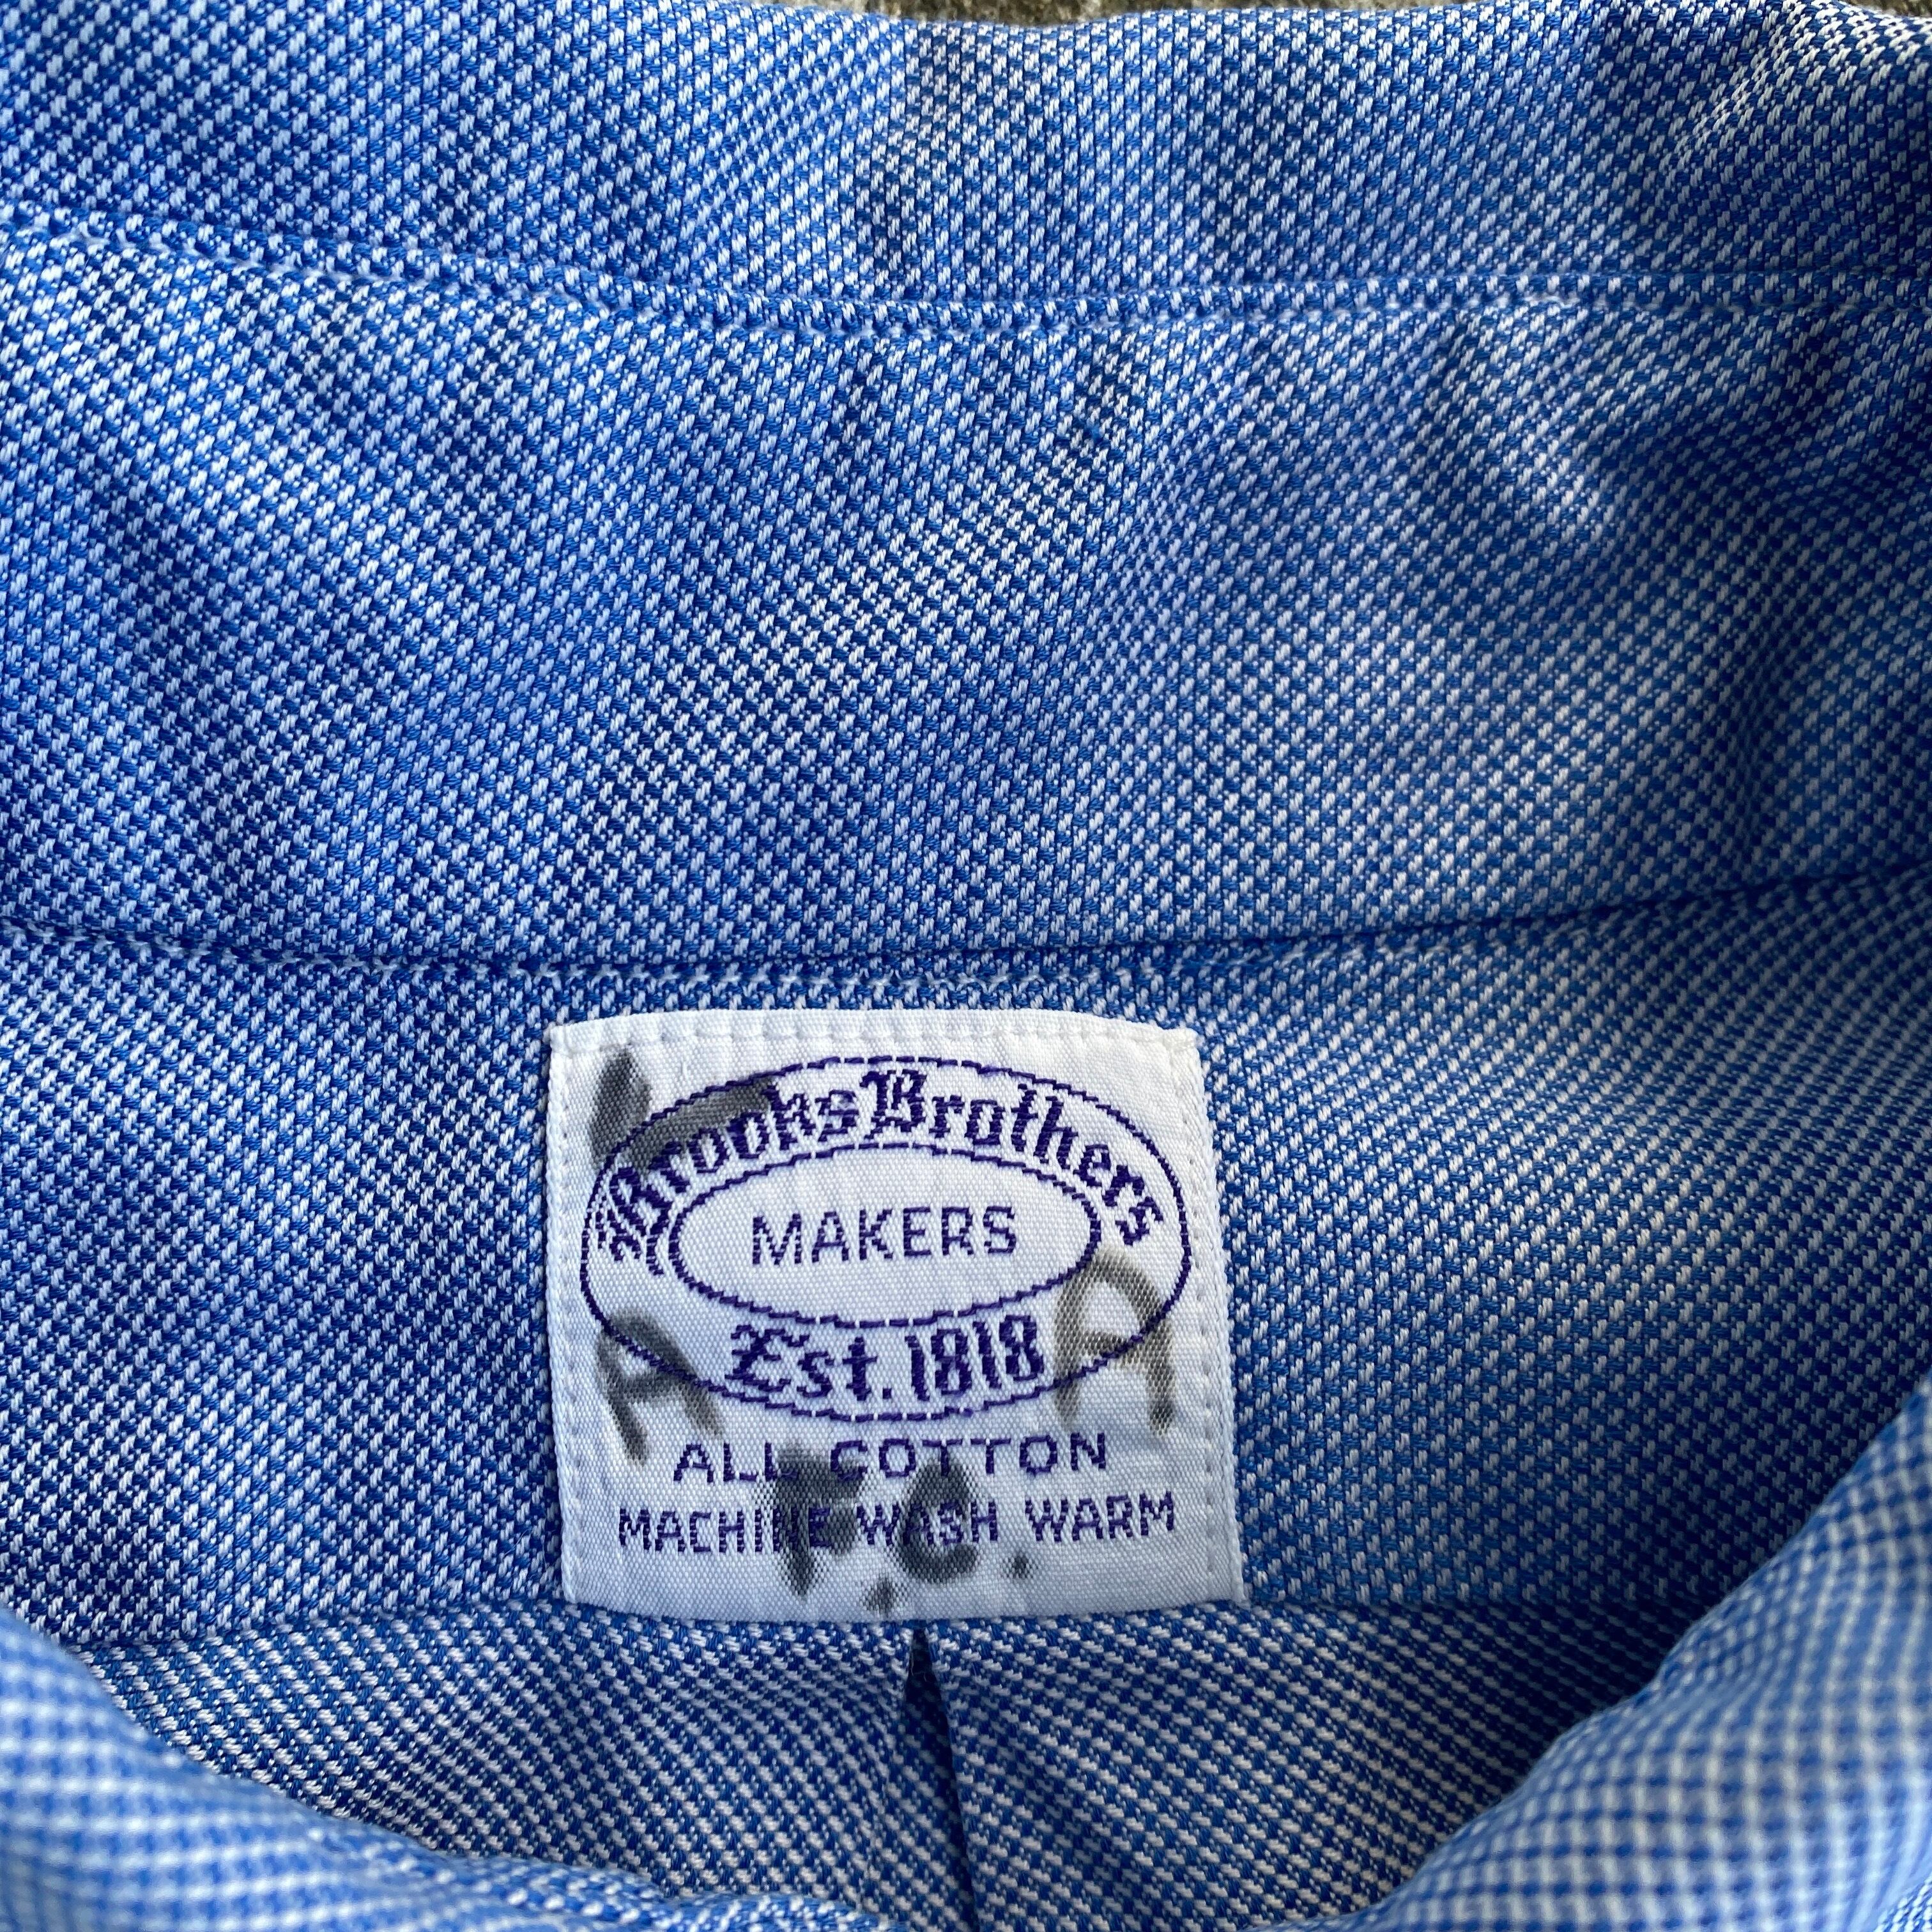 Brooks Brothers
MAKERS
Est. 1818
A A
ALL COTTON
MACHINE WASH WARM
F.C.